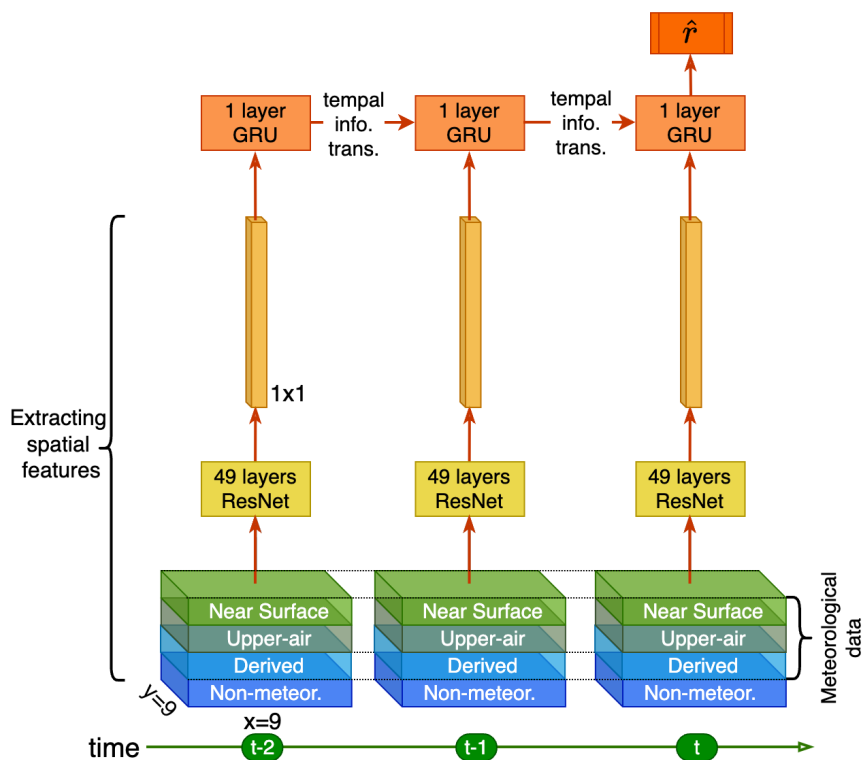 r̂
1 layer
GRU
tempal
info.
trans.
1 layer
GRU
tempal
info.
trans.
1 layer
GRU
1x1
Extracting
spatial
features
49 layers
ResNet
49 layers
ResNet
49 layers
ResNet
Near Surface
Upper-air
Derived
Non-meteor.
Near Surface
Upper-air
Derived
Non-meteor.
Near Surface
Upper-air
Derived
Non-meteor.
Meteorological
data
y=9
x=9
time
t-2
t-1
t